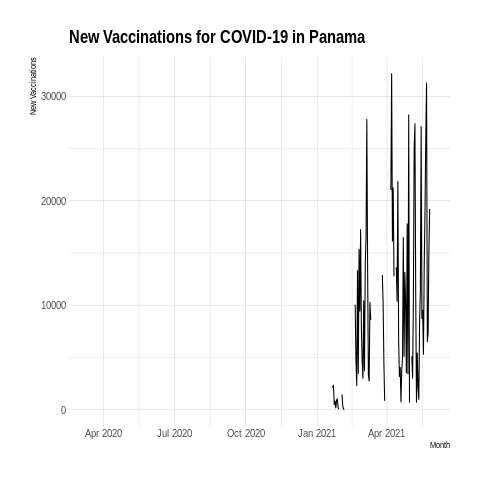 New Vaccinations for COVID-19 in Panama
New Vaccinations
30000
20000
10000
0
Apr 2020 Jul 2020 Oct 2020 Jan 2021 Apr 2021
Month